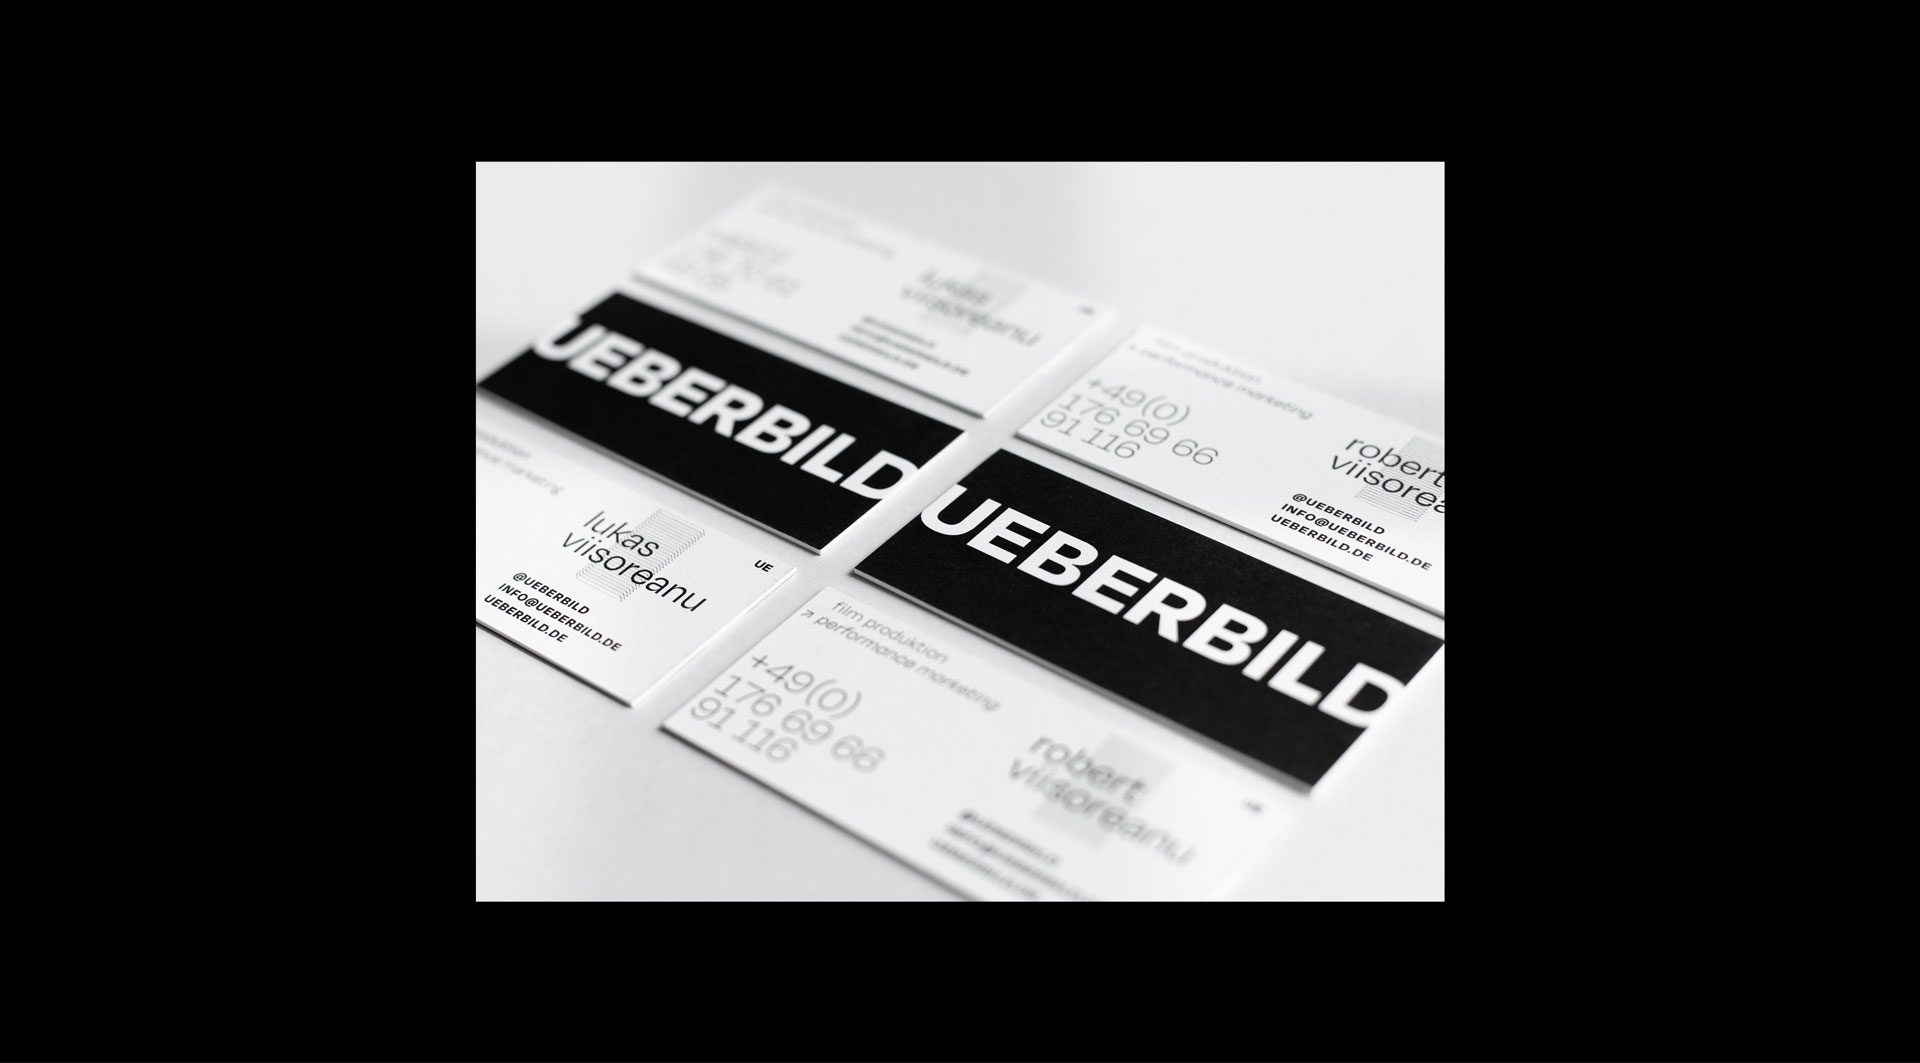 lukas
viisoreanu
UEBERBILD
performance marketing
+49(0)
176 69 66
91 116
robert
@UEBERBILD
INFO@UEBERBILD.DE
UEBERBILD.DE
marketing
lukas
viisoreanu
UE
@UEBERBILD
INFO@UEBERBILD.DE
UEBERBILD.DE
UEBERBILD
film produktion
↗ performance marketing
+49(0)
176 69 66
91 116
robert
viisoreanu